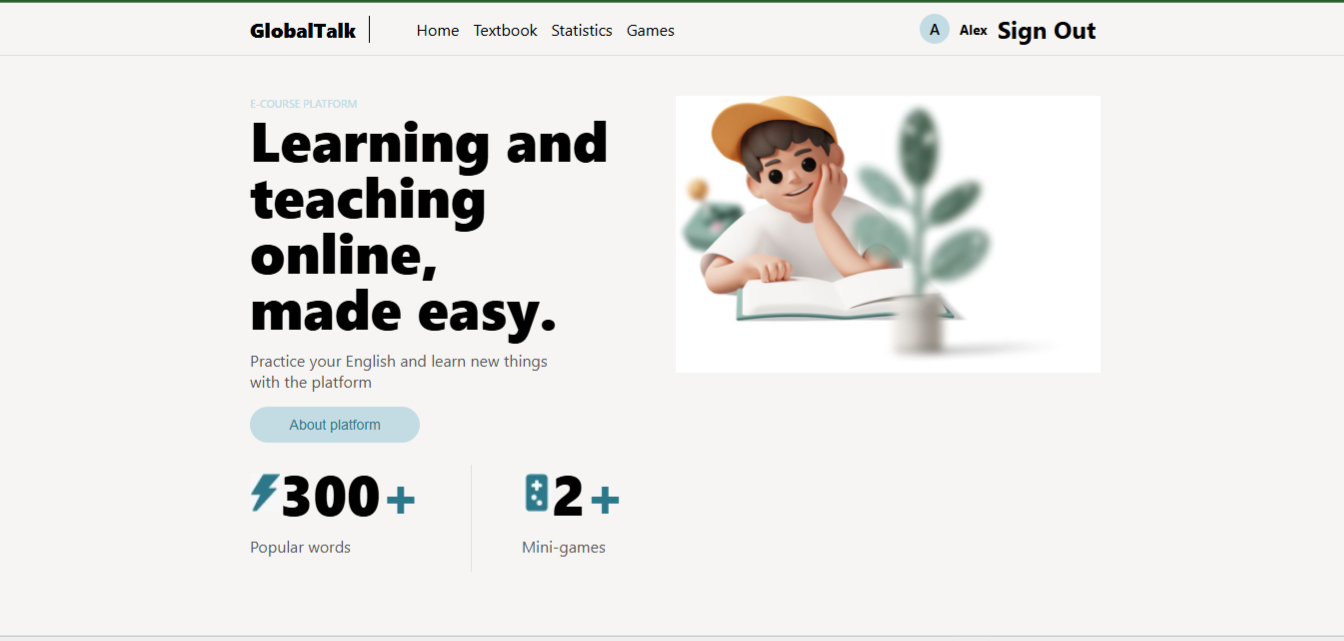 GlobalTalk
Home Textbook Statistics Games
A Alex Sign Out
E-COURSE PLATFORM
Learning and
teaching
online,
made easy.
Practice your English and learn new things
with the platform
About platform
300+
Popular words
2+
Mini-games